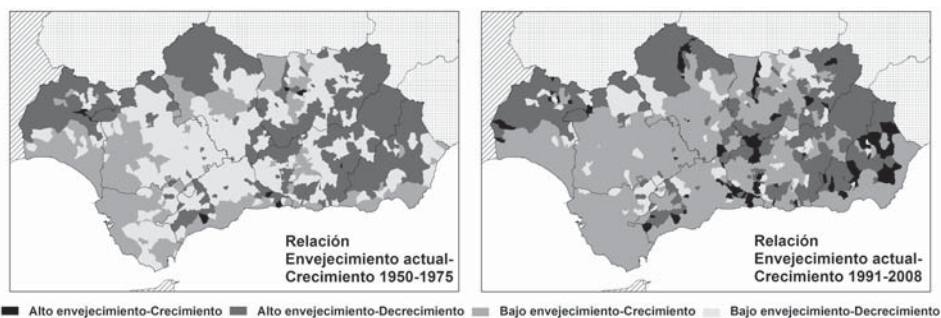 Relación
Envejecimiento actual-
Crecimiento 1950-1975
Relación
Envejecimiento actual-
Crecimiento 1991-2008
Alto envejecimiento-Crecimiento Alto envejecimiento-Decrecimiento Bajo envejecimiento-Crecimiento Bajo envejecimiento-Decrecimiento